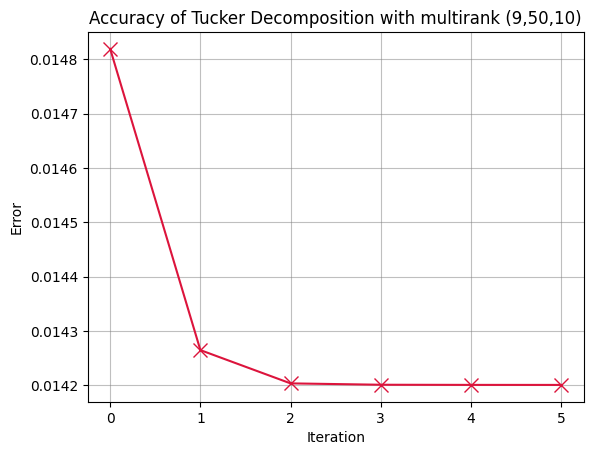 Accuracy of Tucker Decomposition with multirank (9,50,10)
0.0148
0.0147
0.0146
0.0145
0.0144
0.0143
0.0142
Error
0 1 2 3 4 5
Iteration